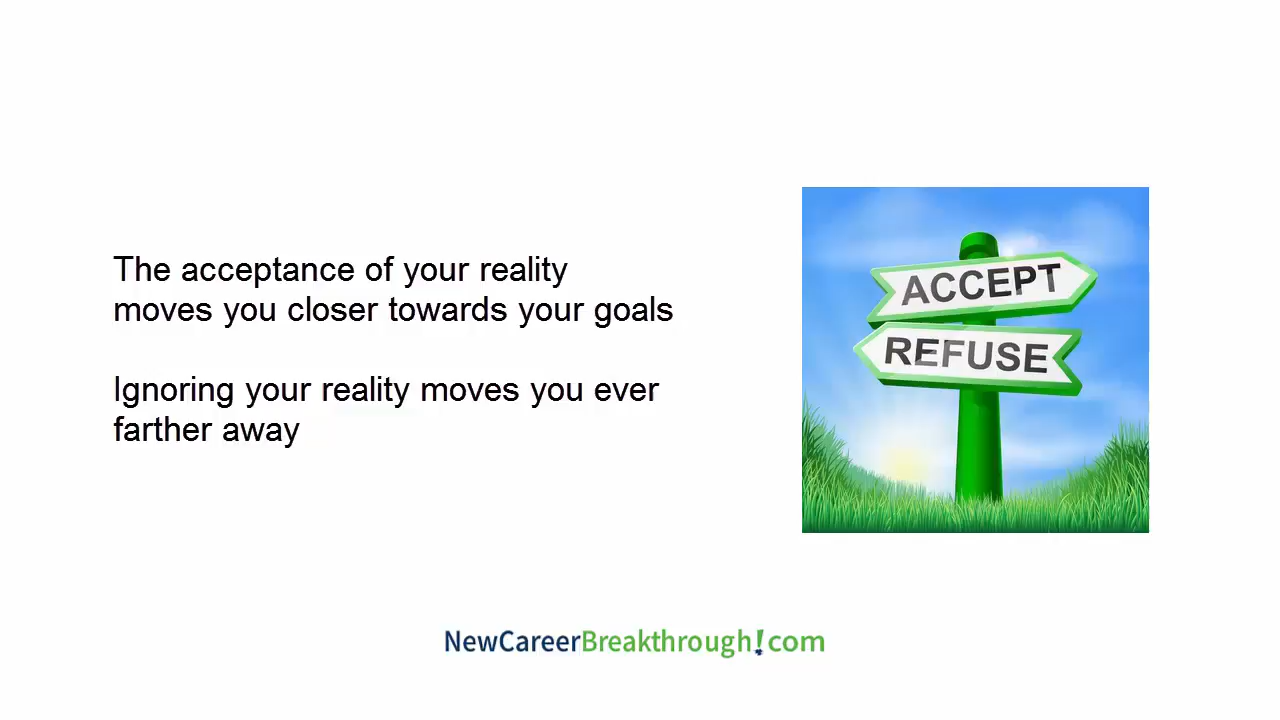 The acceptance of your reality
moves you closer towards your goals
Ignoring your reality moves you ever
farther away
ACCEPT
REFUSE
NewCareerBreakthrough!com